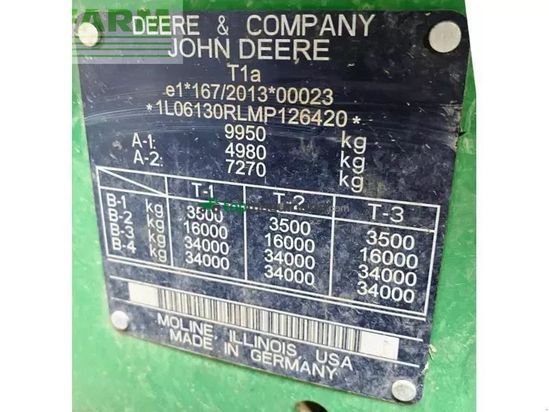 FARM
DEERE & COMPANY
JOHN DEERE
T1a
e1*167/2013*00023
*1L06130RLMP126420*
9950 kg
A-1: 4980 kg
A-2: 7270 kg
T-1 T-2 T-3
B-1 kg 3500 3500 3500
B-2 kg 16000 16000 16000
B-3 kg 34000 34000 34000
B-4 kg 34000 34000 34000
MOLINE, ILLINOIS, USA
MADE IN GERMANY